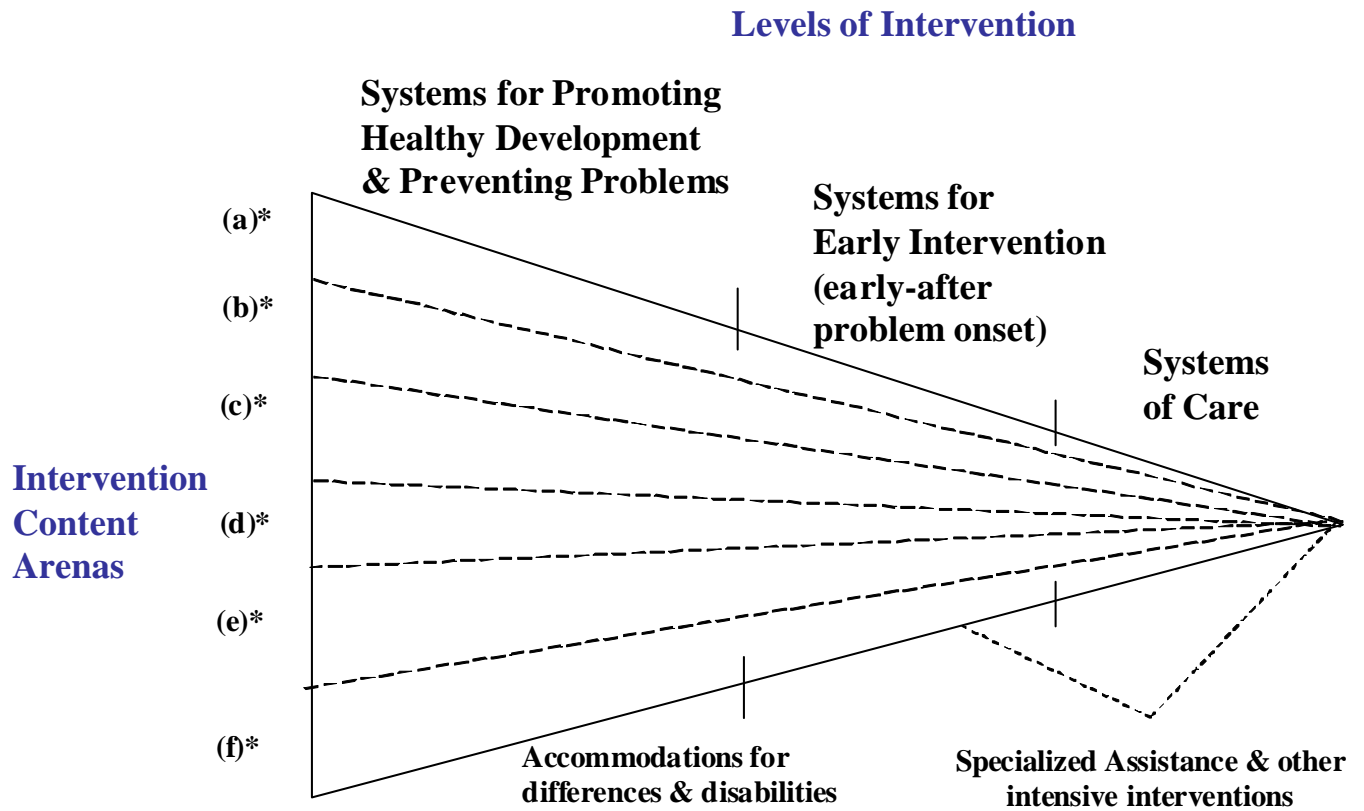 Levels of Intervention
Systems for Promoting
Healthy Development
& Preventing Problems
Systems for
Early Intervention
(early-after
problem onset)
Systems
of Care
(a)*
(b)*
(c)*
(d)*
(e)*
(f)*
Intervention
Content
Arenas
Accommodations for
differences & disabilities
Specialized Assistance & other
intensive interventions